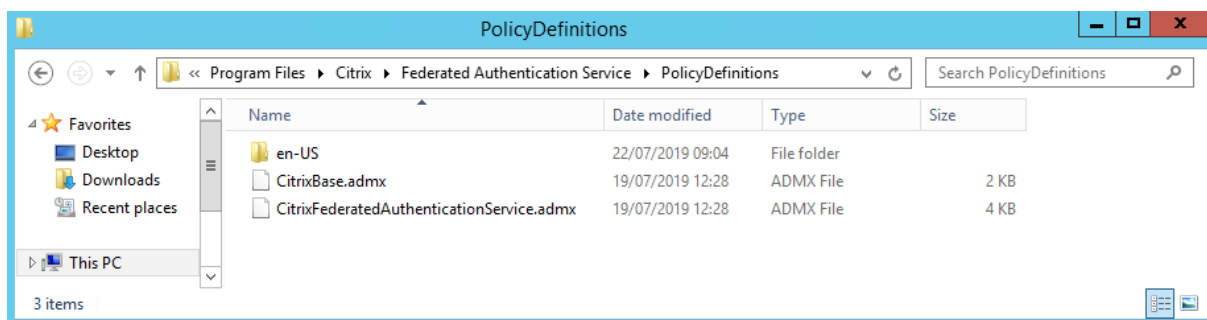 PolicyDefinitions
« Program Files Citrix Federated Authentication Service PolicyDefinitions Search PolicyDefinitions
Favorites
Desktop
Downloads
Recent places
This PC
Name Date modified Type Size
en-US 22/07/2019 09:04 File folder
CitrixBase.admx 19/07/2019 12:28 ADMX File 2 KB
CitrixFederatedAuthenticationService.admx 19/07/2019 12:28 ADMX File 4 KB
3 items